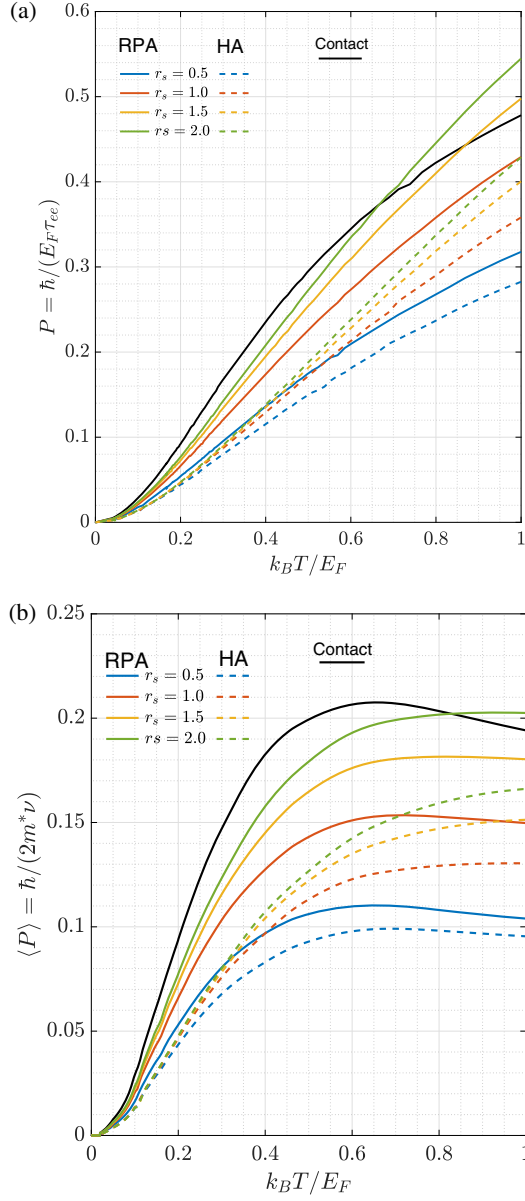 (a)
RPA HA Contact
r_s = 0.5
r_s = 1.0
r_s = 1.5
rs = 2.0
0.6
0.5
0.4
0.3
0.2
0.1
0
P = ℏ/(E_F τ_ee)
0 0.2 0.4 0.6 0.8 1
k_B T/E_F
(b)
RPA HA Contact
r_s = 0.5
r_s = 1.0
r_s = 1.5
rs = 2.0
0.25
0.2
0.15
0.1
0.05
0
⟨P⟩ = ℏ/(2m*ν)
0 0.2 0.4 0.6 0.8 1
k_B T/E_F